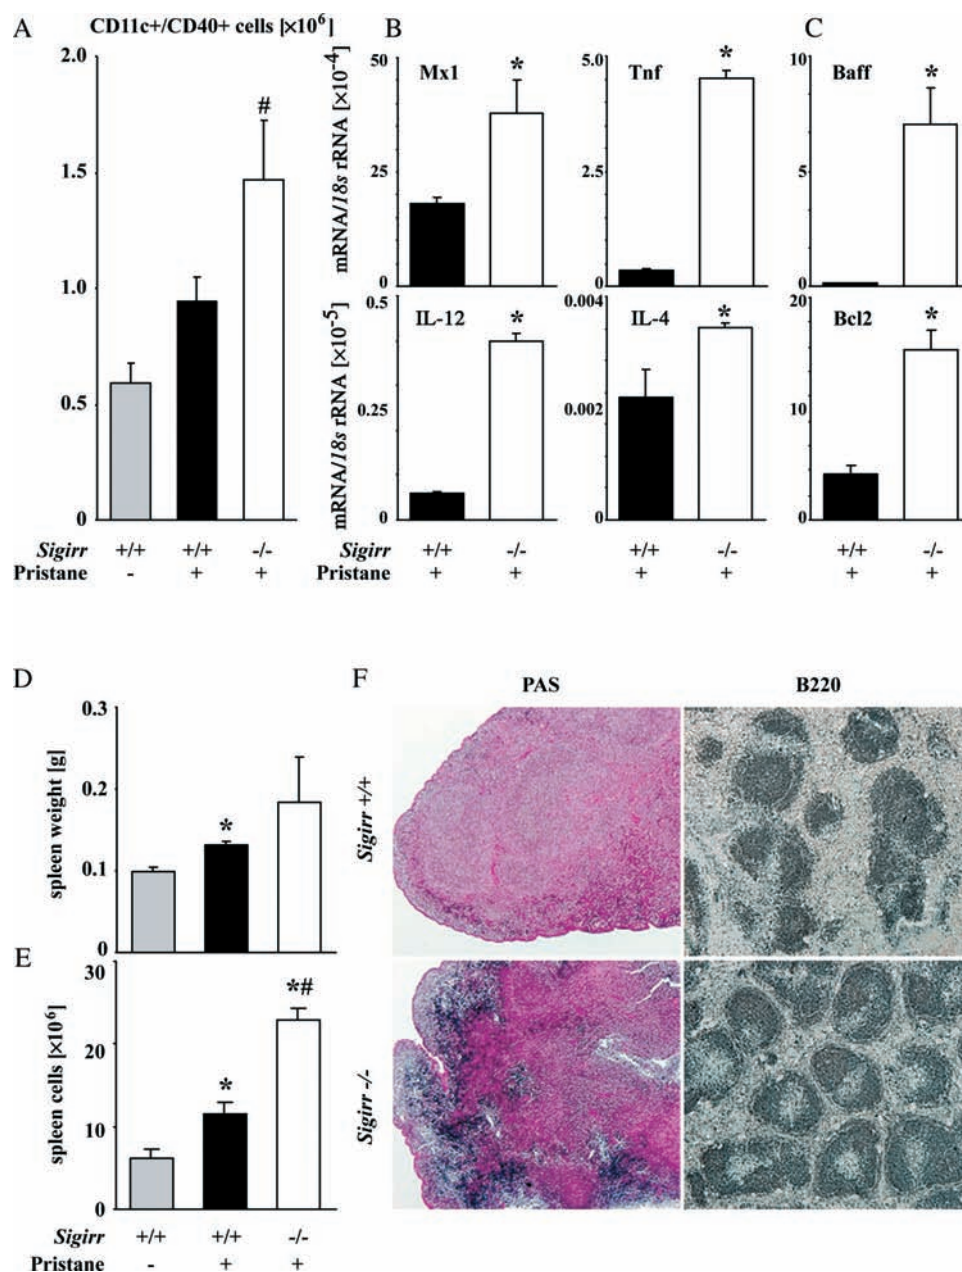 A CD11c+/CD40+ cells [×10⁶]
2.0
1.5
1.0
0.5
0
#
Sigirr +/+ +/+ -/-
Pristane - + +
B
mRNA/18s rRNA [×10⁻⁴]
50
25
0
Mx1
*
5.0
2.5
0
Tnf
*
mRNA/18s rRNA [×10⁻⁵]
0.5
0.25
0
IL-12
*
0.004
0.002
0
IL-4
*
Sigirr +/+ -/- +/+ -/-
Pristane + + + +
C
10
5
0
Baff
*
20
10
0
Bcl2
*
+/+ -/-
+ +
D
spleen weight [g]
0.3
0.2
0.1
0
*
E
spleen cells [×10⁶]
30
20
10
0
*
*#
Sigirr +/+ +/+ -/-
Pristane - + +
F
PAS B220
Sigirr +/+
Sigirr -/-